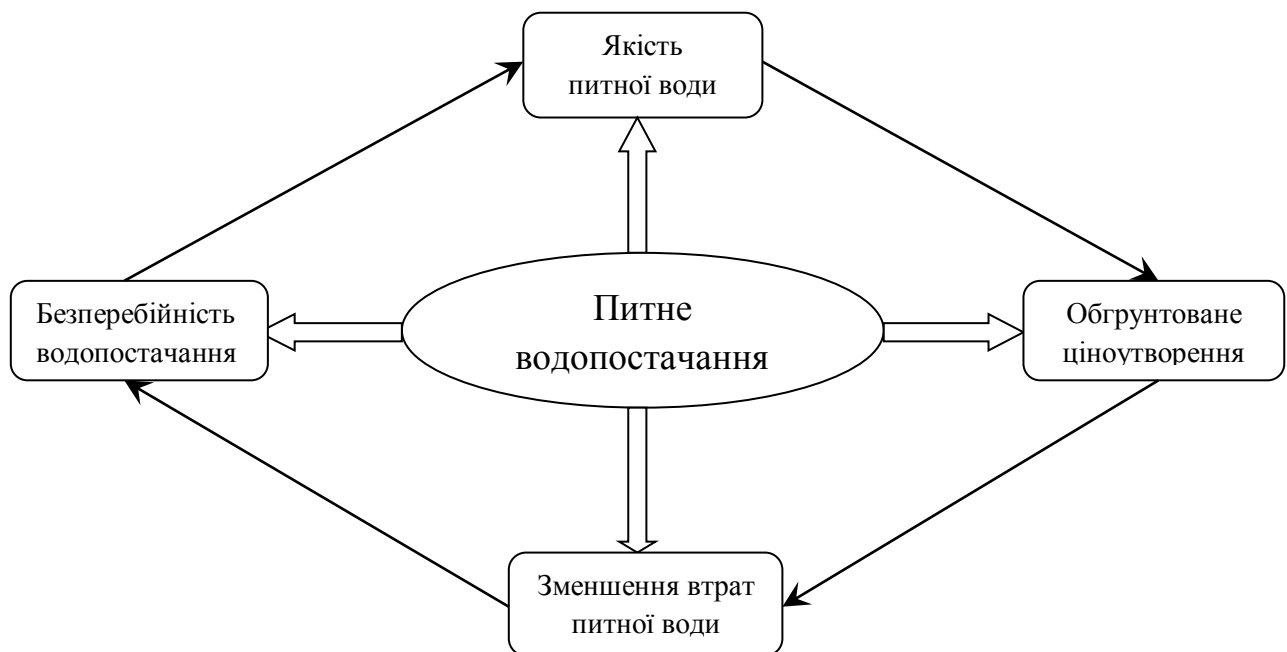 Якість
питної води
Безперебійність
водопостачання
Питне
водопостачання
Обгрунтоване
ціноутворення
Зменшення втрат
питної води